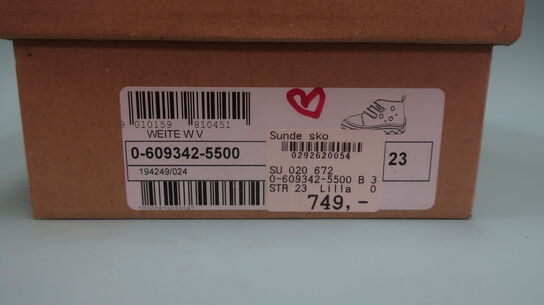 9 010159 810451
WEITE W V
0-609342-5500
194249/024
Sunde sko
0292620054
SU 020 672
0-609342-5500 B 3
STR 23 Lilla 0
749,-
23